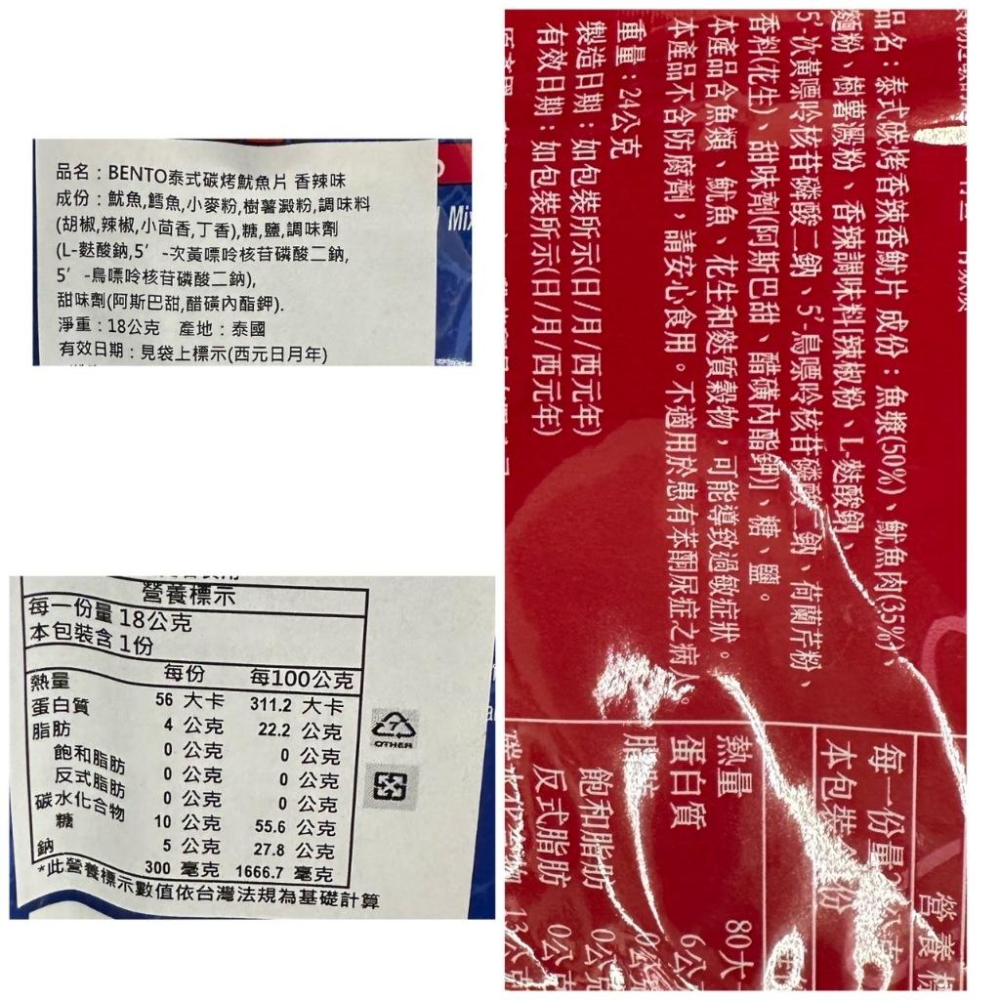 品名：BENTO泰式碳烤魷魚片 香辣味
成份：魷魚,鱈魚,小麥粉,樹薯澱粉,調味料
(胡椒,辣椒,小茴香,丁香),糖,鹽,調味劑
(L-麩酸鈉,5′-次黃嘌呤核苷磷酸二鈉,
5′-鳥嘌呤核苷磷酸二鈉),
甜味劑(阿斯巴甜,醋磺內酯鉀).
淨重：18公克 產地：泰國
有效日期：見袋上標示(西元日月年)
Mix
營養標示
每一份量 18公克
本包裝含 1份
每份 每100公克
熱量 56 大卡 311.2 大卡
蛋白質 4 公克 22.2 公克
脂肪 0 公克 0 公克
飽和脂肪 0 公克 0 公克
反式脂肪 0 公克 0 公克
碳水化合物 10 公克 55.6 公克
糖 5 公克 27.8 公克
鈉 300 毫克 1666.7 毫克
*此營養標示數值依台灣法規為基礎計算
7
OTHER
品名：泰式碳烤香辣香魷片 成份：魚漿(50%)、魷魚肉(35%)、
麵粉、樹薯澱粉、香辣調味料[辣椒粉、L-麩酸鈉、
5'-次黃嘌呤核苷磷酸二鈉、5'-鳥嘌呤核苷磷酸二鈉、荷蘭芹粉、
香料(花生)、甜味劑(阿斯巴甜、醋磺內酯鉀)]、糖、鹽。
本產品含魚類、魷魚、花生和麩質穀物，可能導致過敏症狀。
本產品不含防腐劑，請安心食用。不適用於患有苯酮尿症之病人。
重量：24公克
製造日期：如包裝所示(日/月/西元年)
有效日期：如包裝所示(日/月/西元年)
營養標
每一份量
本包裝含 份
熱量 80大
蛋白質 6公
脂肪 0公
飽和脂肪 0公
反式脂肪 0公
13公